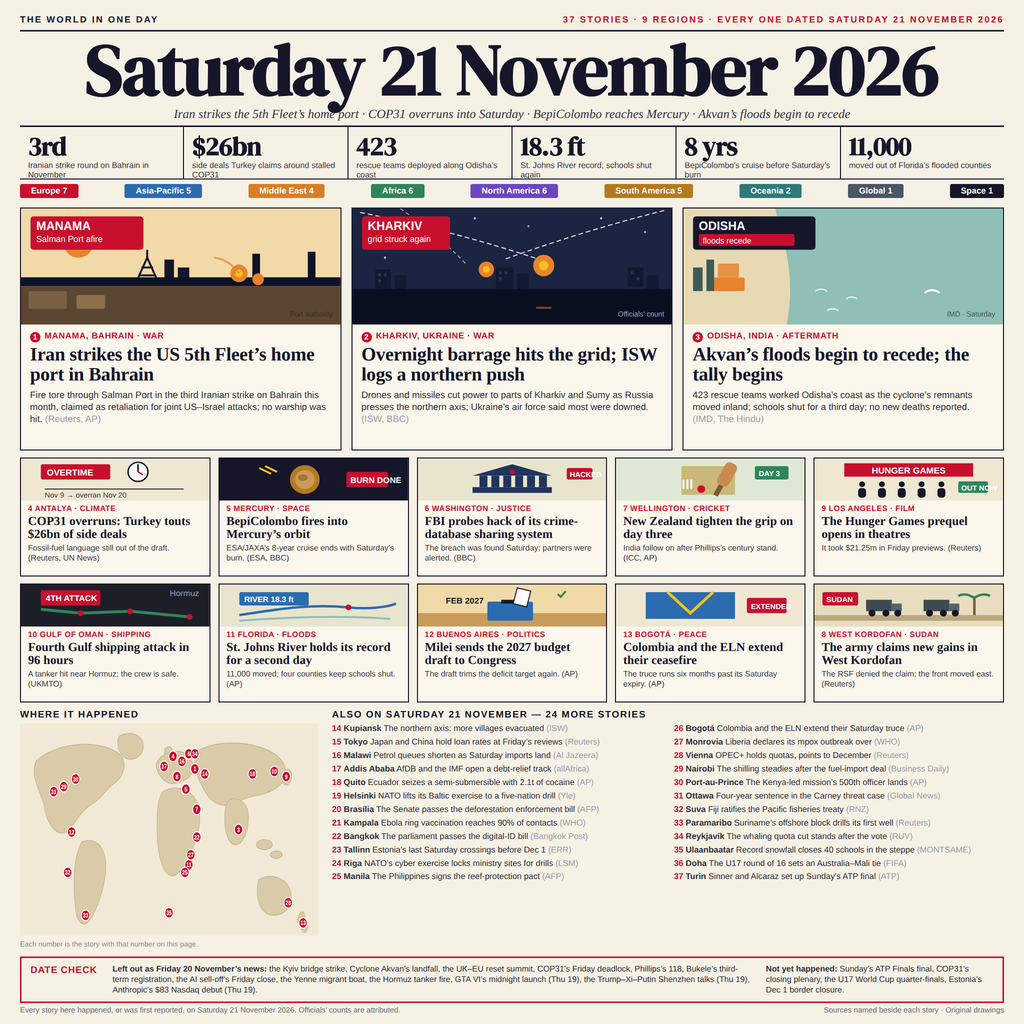 THE WORLD IN ONE DAY
37 STORIES · 9 REGIONS · EVERY ONE DATED SATURDAY 21 NOVEMBER 2026
Saturday 21 November 2026
Iran strikes the 5th Fleet's home port · COP31 overruns into Saturday · BepiColombo reaches Mercury · Akvan's floods begin to recede
3rd
Iranian strike round on Bahrain in
November
$26bn
side deals Turkey claims around stalled
COP31
423
rescue teams deployed along Odisha's
coast
18.3 ft
St. Johns River record; schools shut
again
8 yrs
BepiColombo's cruise before Saturday's
burn
11,000
moved out of Florida's flooded counties
Europe 7
Asia-Pacific 5
Middle East 4
Africa 6
North America 6
South America 5
Oceania 2
Global 1
Space 1
MANAMA
Salman Port afire
Port authority
1 MANAMA, BAHRAIN · WAR
Iran strikes the US 5th Fleet's home
port in Bahrain
Fire tore through Salman Port in the third Iranian strike on Bahrain this
month, claimed as retaliation for joint US–Israel attacks; no warship was
hit. (Reuters, AP)
KHARKIV
grid struck again
Officials' count
2 KHARKIV, UKRAINE · WAR
Overnight barrage hits the grid; ISW
logs a northern push
Drones and missiles cut power to parts of Kharkiv and Sumy as Russia
presses the northern axis; Ukraine's air force said most were downed.
(ISW, BBC)
ODISHA
floods recede
IMD · Saturday
3 ODISHA, INDIA · AFTERMATH
Akvan's floods begin to recede; the
tally begins
423 rescue teams worked Odisha's coast as the cyclone's remnants
moved inland; schools shut for a third day; no new deaths reported.
(IMD, The Hindu)
OVERTIME
Nov 9 → overran Nov 20
4 ANTALYA · CLIMATE
COP31 overruns: Turkey touts
$26bn of side deals
Fossil-fuel language still out of the draft.
(Reuters, UN News)
BURN DONE
5 MERCURY · SPACE
BepiColombo fires into
Mercury's orbit
ESA/JAXA's 8-year cruise ends with Saturday's
burn. (ESA, BBC)
HACKED
6 WASHINGTON · JUSTICE
FBI probes hack of its crime-
database sharing system
The breach was found Saturday; partners were
alerted. (BBC)
DAY 3
7 WELLINGTON · CRICKET
New Zealand tighten the grip on
day three
India follow on after Phillips's century stand.
(ICC, AP)
HUNGER GAMES
OUT NOW
9 LOS ANGELES · FILM
The Hunger Games prequel
opens in theatres
It took $21.25m in Friday previews. (Reuters)
4TH ATTACK
Hormuz
10 GULF OF OMAN · SHIPPING
Fourth Gulf shipping attack in
96 hours
A tanker hit near Hormuz; the crew is safe.
(UKMTO)
RIVER 18.3 ft
11 FLORIDA · FLOODS
St. Johns River holds its record
for a second day
11,000 moved; four counties keep schools shut.
(AP)
FEB 2027
12 BUENOS AIRES · POLITICS
Milei sends the 2027 budget
draft to Congress
The draft trims the deficit target again. (AP)
EXTENDED
13 BOGOTÁ · PEACE
Colombia and the ELN extend
their ceasefire
The truce runs six months past its Saturday
expiry. (AP)
SUDAN
8 WEST KORDOFAN · SUDAN
The army claims new gains in
West Kordofan
The RSF denied the claim; the front moved east.
(Reuters)
WHERE IT HAPPENED
Each number is the story with that number on this page.
ALSO ON SATURDAY 21 NOVEMBER — 24 MORE STORIES
14 Kupiansk The northern axis: more villages evacuated (ISW)
15 Tokyo Japan and China hold loan rates at Friday's reviews (Reuters)
16 Malawi Petrol queues shorten as Saturday imports land (Al Jazeera)
17 Addis Ababa AfDB and the IMF open a debt-relief track (allAfrica)
18 Quito Ecuador seizes a semi-submersible with 2.1t of cocaine (AP)
19 Helsinki NATO lifts its Baltic exercise to a five-nation drill (Yle)
20 Brasília The Senate passes the deforestation enforcement bill (AFP)
21 Kampala Ebola ring vaccination reaches 90% of contacts (WHO)
22 Bangkok The parliament passes the digital-ID bill (Bangkok Post)
23 Tallinn Estonia's last Saturday crossings before Dec 1 (ERR)
24 Riga NATO's cyber exercise locks ministry sites for drills (LSM)
25 Manila The Philippines signs the reef-protection pact (AFP)
26 Bogotá Colombia and the ELN extend their Saturday truce (AP)
27 Monrovia Liberia declares its mpox outbreak over (WHO)
28 Vienna OPEC+ holds quotas, points to December (Reuters)
29 Nairobi The shilling steadies after the fuel-import deal (Business Daily)
30 Port-au-Prince The Kenya-led mission's 500th officer lands (AP)
31 Ottawa Four-year sentence in the Carney threat case (Global News)
32 Suva Fiji ratifies the Pacific fisheries treaty (RNZ)
33 Paramaribo Suriname's offshore block drills its first well (Reuters)
34 Reykjavík The whaling quota cut stands after the vote (RUV)
35 Ulaanbaatar Record snowfall closes 40 schools in the steppe (MONTSAME)
36 Doha The U17 round of 16 sets an Australia–Mali tie (FIFA)
37 Turin Sinner and Alcaraz set up Sunday's ATP final (ATP)
DATE CHECK
Left out as Friday 20 November's news: the Kyiv bridge strike, Cyclone Akvan's landfall, the UK–EU reset summit, COP31's Friday deadlock, Phillips's 118, Bukele's third-
term registration, the AI sell-off's Friday close, the Yenne migrant boat, the Hormuz tanker fire, GTA VI's midnight launch (Thu 19), the Trump–Xi–Putin Shenzhen talks (Thu 19),
Anthropic's $83 Nasdaq debut (Thu 19).
Not yet happened: Sunday's ATP Finals final, COP31's
closing plenary, the U17 World Cup quarter-finals, Estonia's
Dec 1 border closure.
Every story here happened, or was first reported, on Saturday 21 November 2026. Officials' counts are attributed.
Sources named beside each story · Original drawings